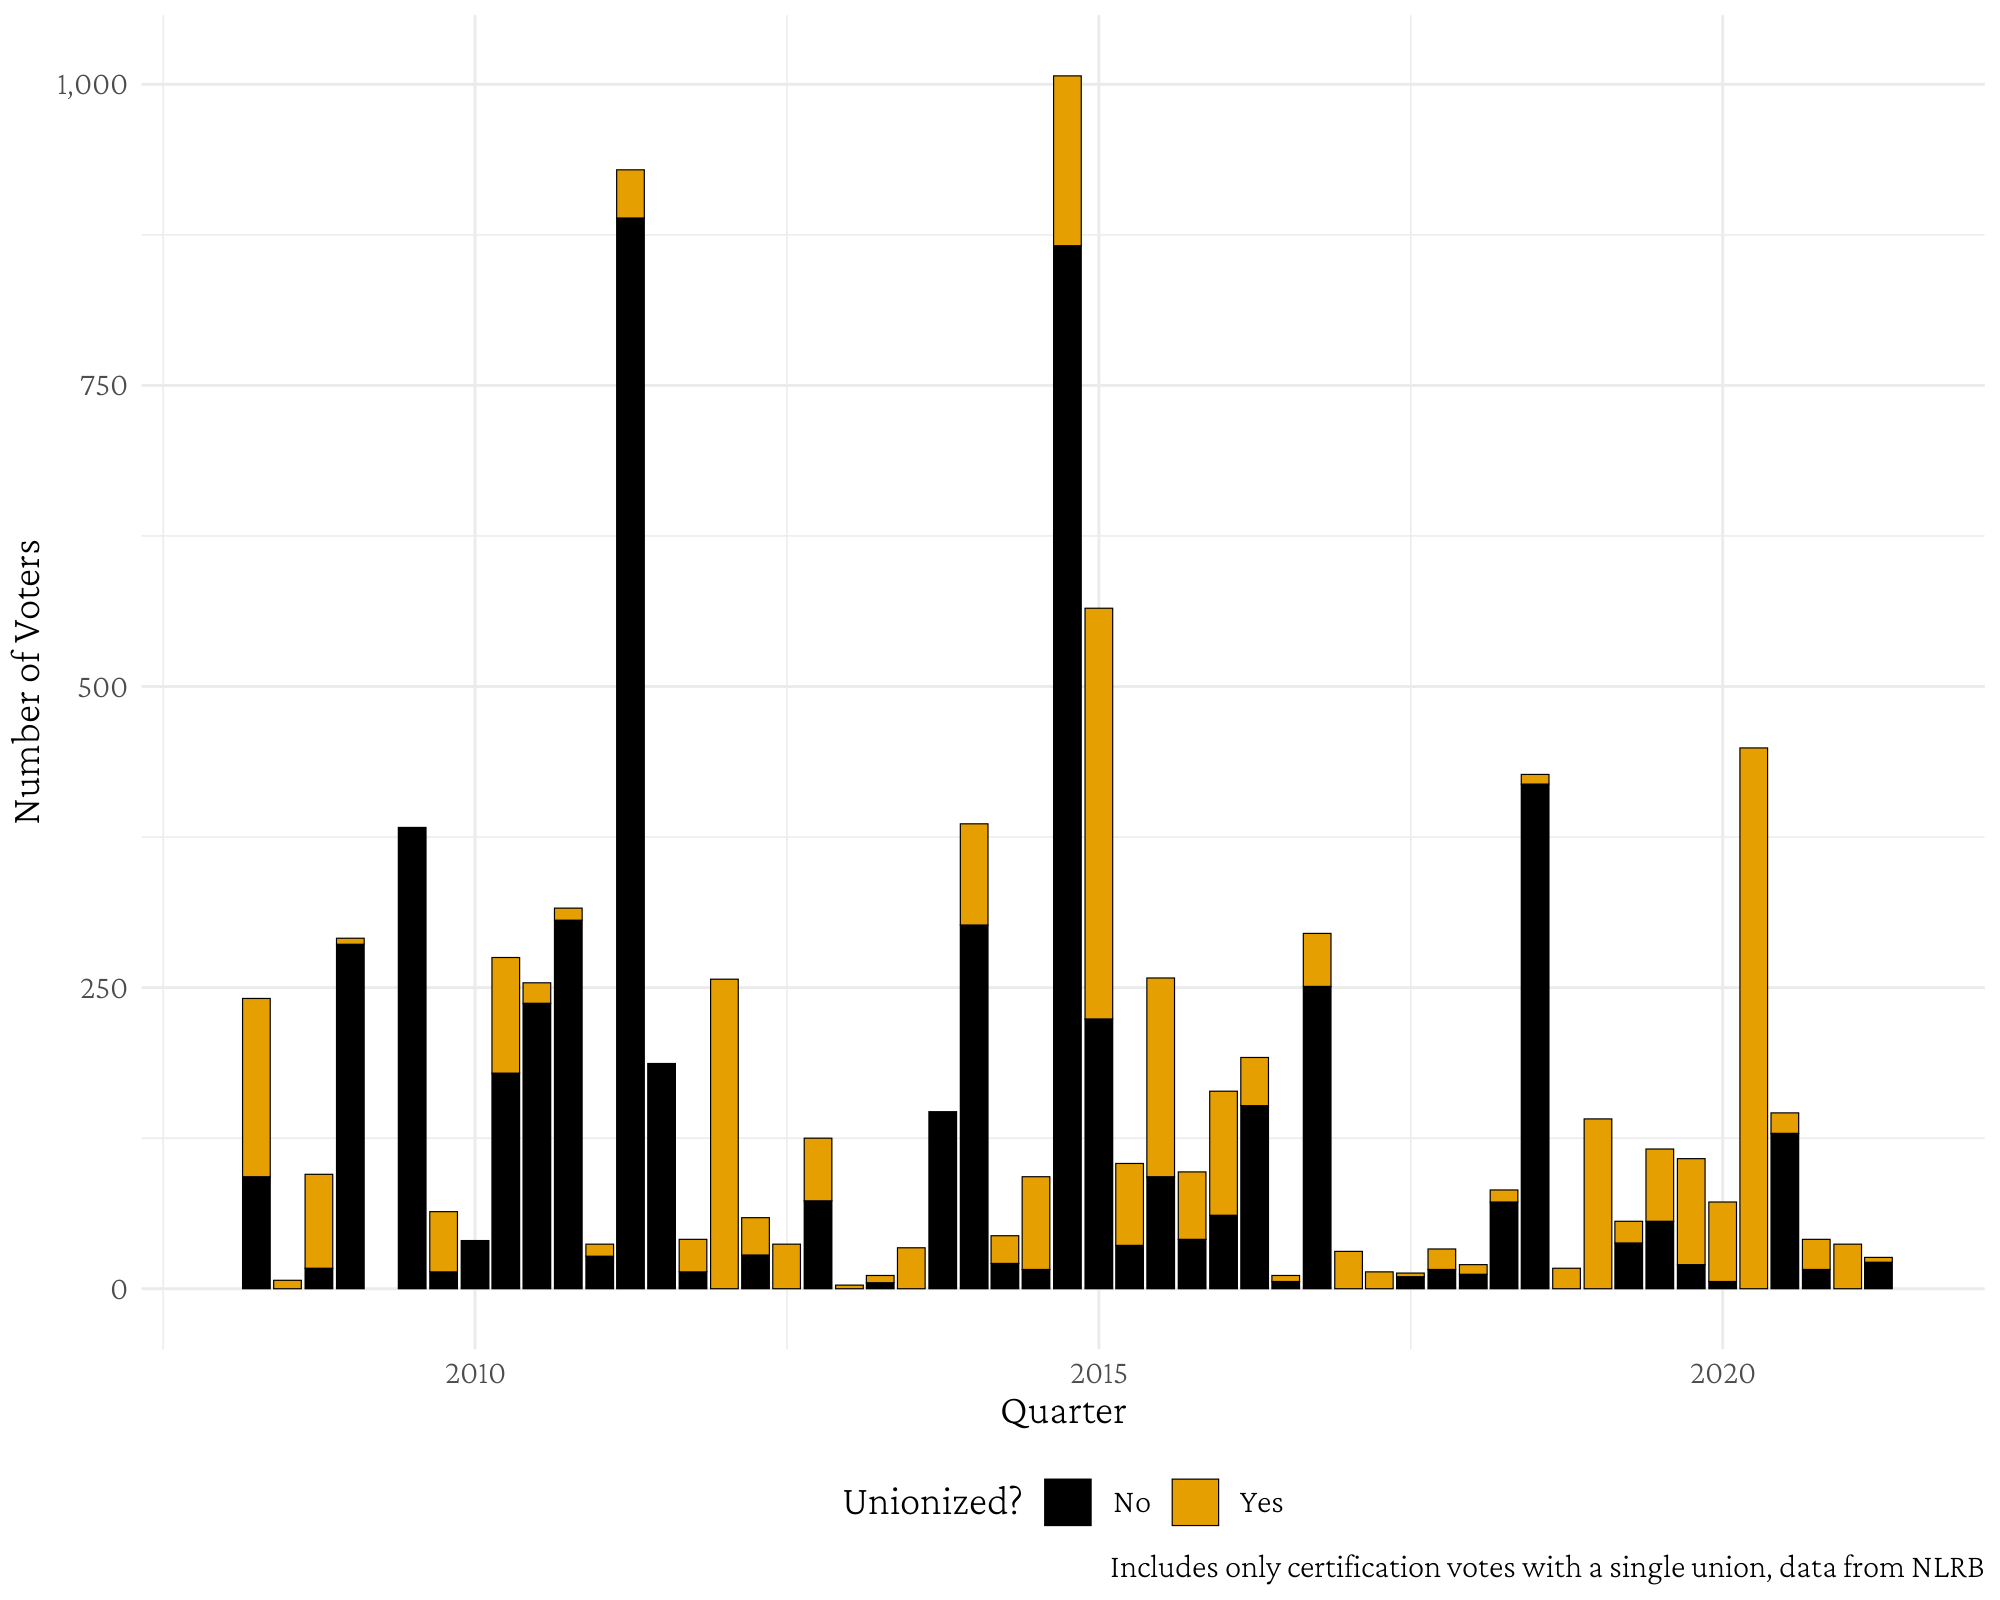 1,000
750
500
250
0
Number of Voters
2010 2015 2020
Quarter
Unionized? No Yes
Includes only certification votes with a single union, data from NLRB